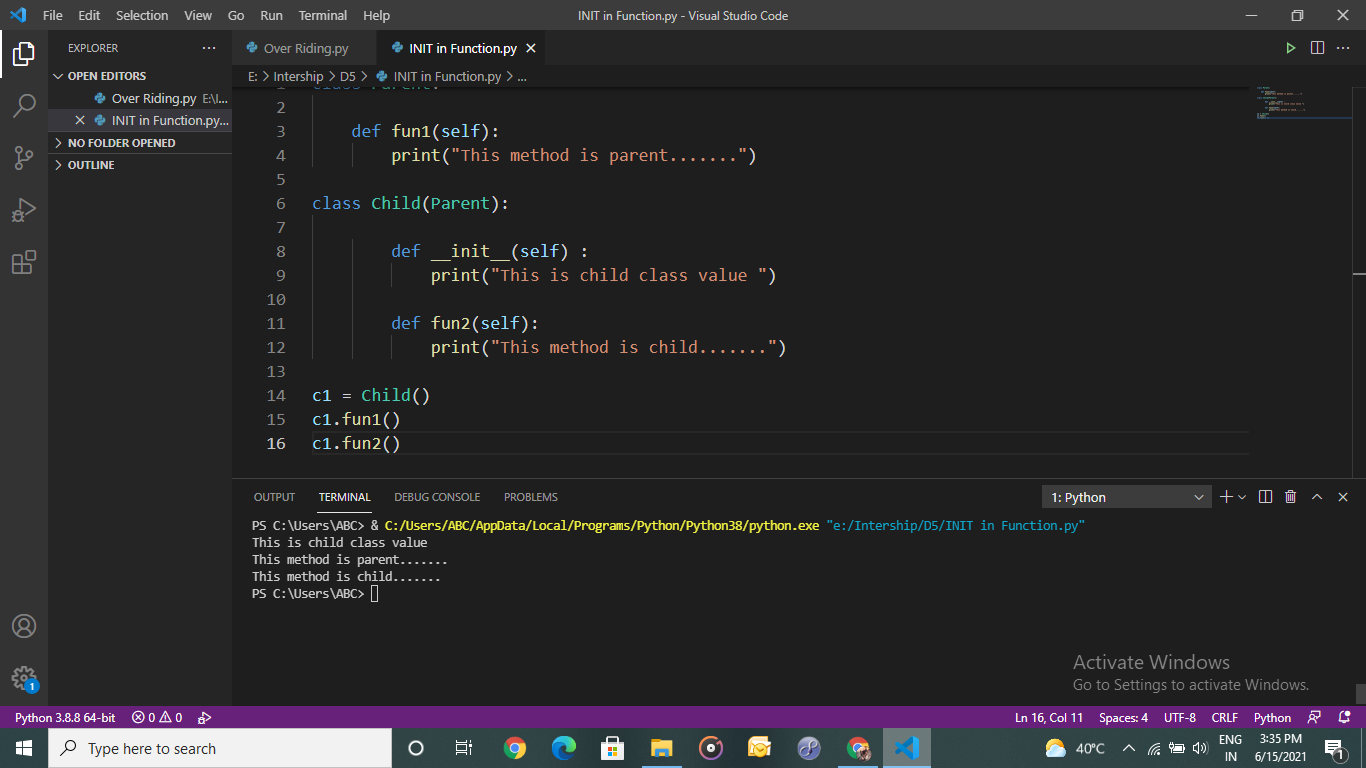 File Edit Selection View Go Run Terminal Help
INIT in Function.py - Visual Studio Code
EXPLORER
OPEN EDITORS
Over Riding.py E:\I...
INIT in Function.py...
NO FOLDER OPENED
OUTLINE
Over Riding.py
INIT in Function.py
E: > Intership > D5 > INIT in Function.py > ...
1 class Parent:
2
3 def fun1(self):
4 print("This method is parent.......")
5
6 class Child(Parent):
7
8 def __init__(self) :
9 print("This is child class value ")
10
11 def fun2(self):
12 print("This method is child.......")
13
14 c1 = Child()
15 c1.fun1()
16 c1.fun2()
OUTPUT TERMINAL DEBUG CONSOLE PROBLEMS
1: Python
PS C:\Users\ABC> & C:/Users/ABC/AppData/Local/Programs/Python/Python38/python.exe "e:/Intership/D5/INIT in Function.py"
This is child class value
This method is parent.......
This method is child.......
PS C:\Users\ABC>
Activate Windows
Go to Settings to activate Windows.
1
Python 3.8.8 64-bit 0 0
Ln 16, Col 11 Spaces: 4 UTF-8 CRLF Python
Type here to search
40°C
ENG
IN
3:35 PM
6/15/2021
1